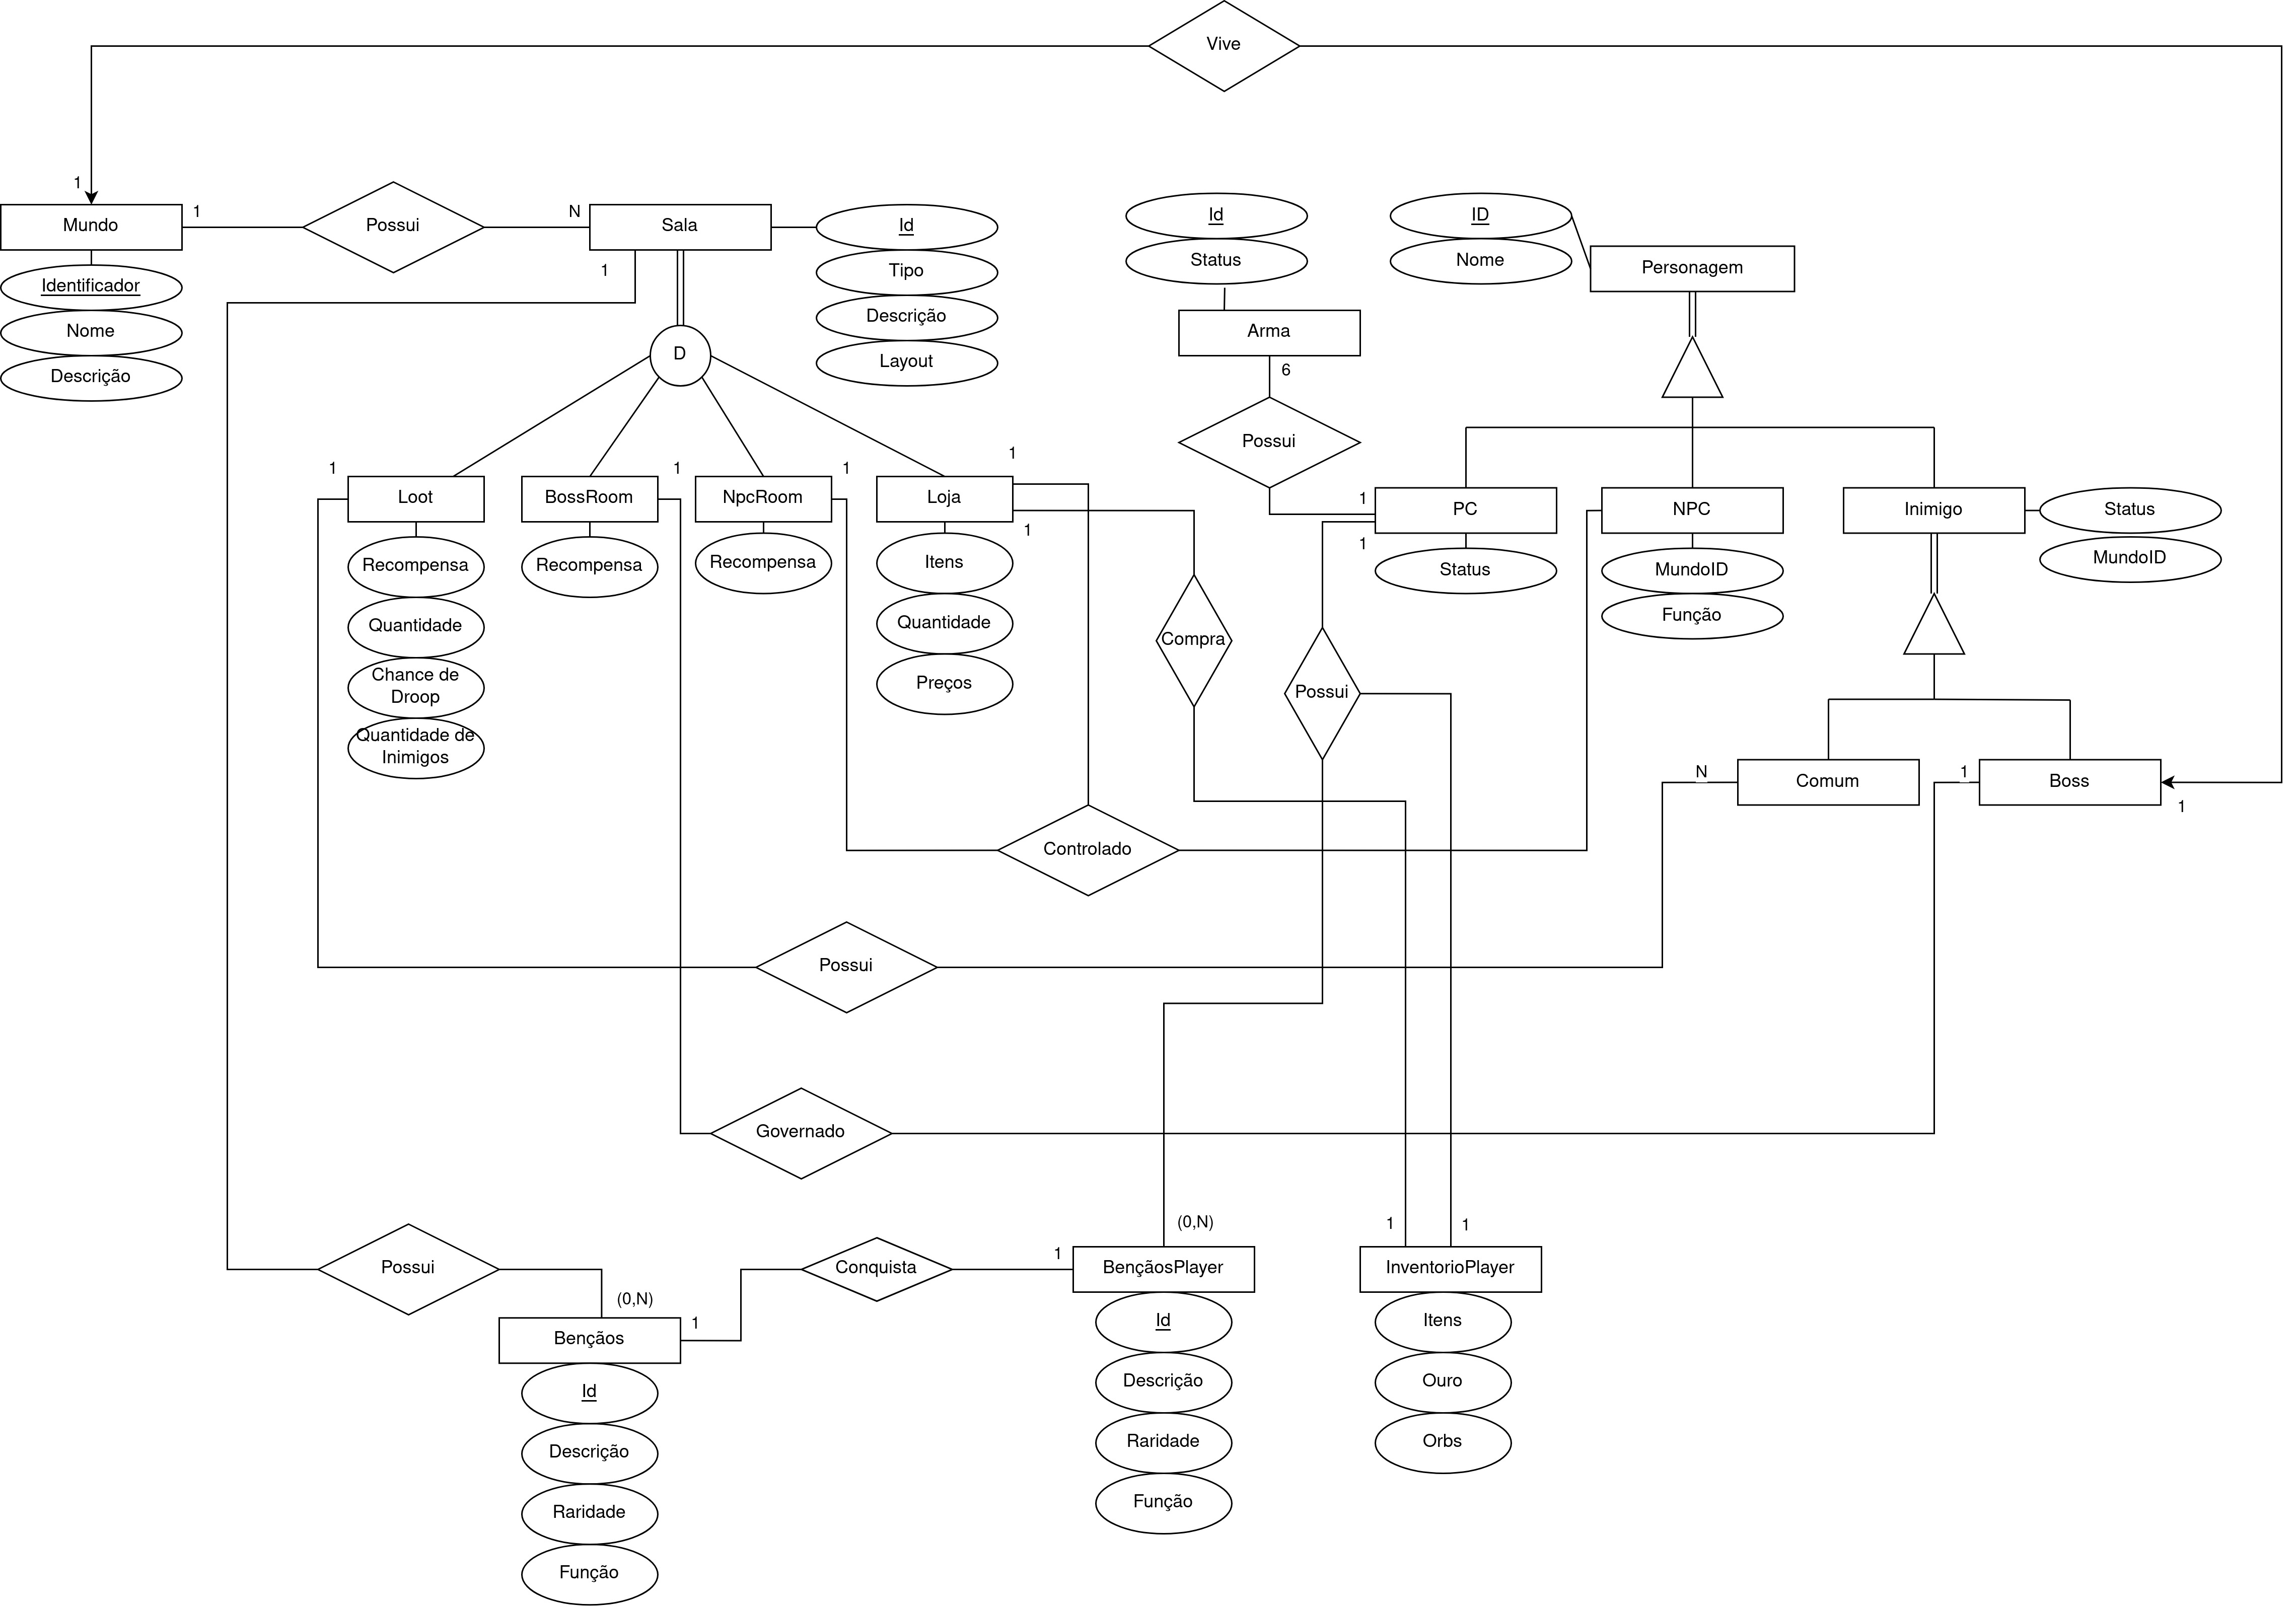 Vive
1
Mundo
1
Possui
N
Sala
Id
Tipo
Descrição
Layout
Identificador
Nome
Descrição
1
D
Id
Status
Arma
6
Possui
ID
Nome
Personagem
1
Loot
Recompensa
Quantidade
Chance de
Droop
Quantidade de
Inimigos
BossRoom
1
Recompensa
NpcRoom
1
Recompensa
1
Loja
1
Itens
Quantidade
Preços
Compra
1
PC
1
Status
NPC
MundoID
Função
Inimigo
Status
MundoID
Possui
N
Comum
1
Boss
1
Controlado
Possui
Governado
Possui
(0,N)
Bençãos
1
Conquista
1
(0,N)
BençãosPlayer
1
1
InventorioPlayer
Id
Descrição
Raridade
Função
Id
Descrição
Raridade
Função
Itens
Ouro
Orbs